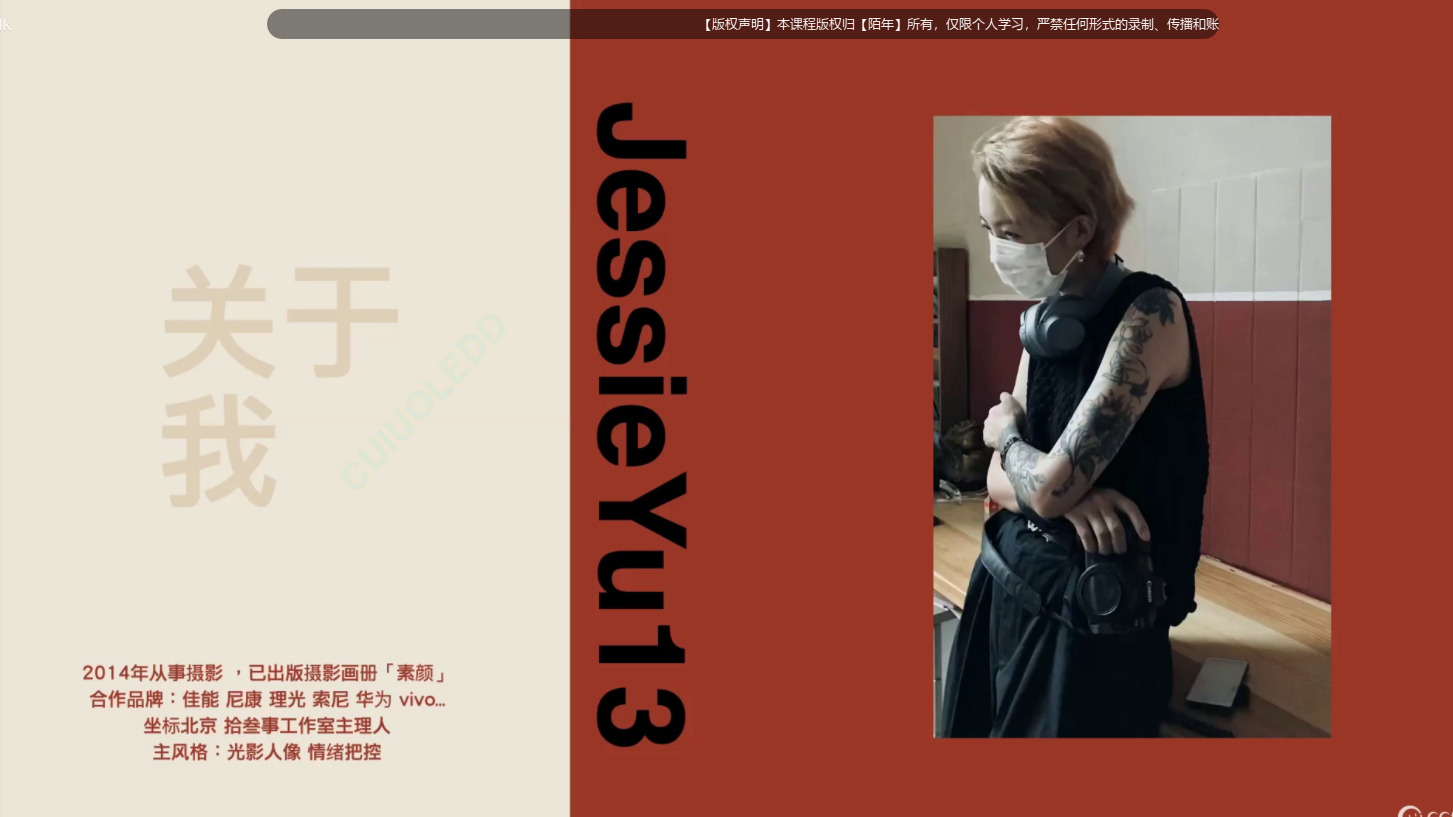 【版权声明】本课程版权归【陌年】所有，仅限个人学习，严禁任何形式的录制、传播和账
关于
我
CUIUOLEDD
JessieYu13
2014年从事摄影 ，已出版摄影画册「素颜」
合作品牌：佳能 尼康 理光 索尼 华为 vivo...
坐标北京 拾叁事工作室主理人
主风格：光影人像 情绪把控